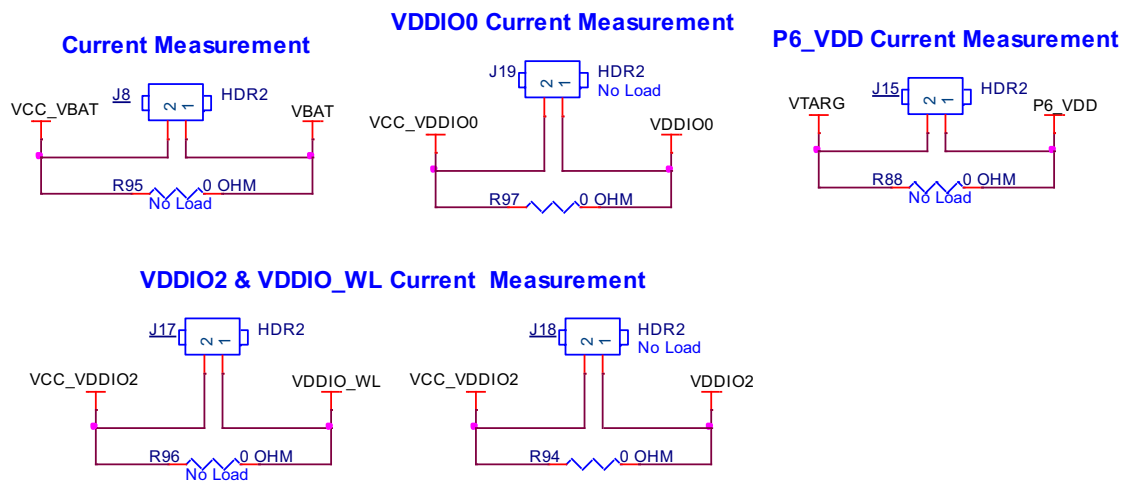 Current Measurement
J8
2
1
HDR2
VCC_VBAT
VBAT
R95
0 OHM
No Load
VDDIO0 Current Measurement
J19
2
1
HDR2
No Load
VCC_VDDIO0
VDDIO0
R97
0 OHM
P6_VDD Current Measurement
J15
2
1
HDR2
VTARG
P6_VDD
R88
0 OHM
No Load
VDDIO2 & VDDIO_WL Current Measurement
J17
2
1
HDR2
VCC_VDDIO2
VDDIO_WL
R96
0 OHM
No Load
J18
2
1
HDR2
No Load
VCC_VDDIO2
VDDIO2
R94
0 OHM